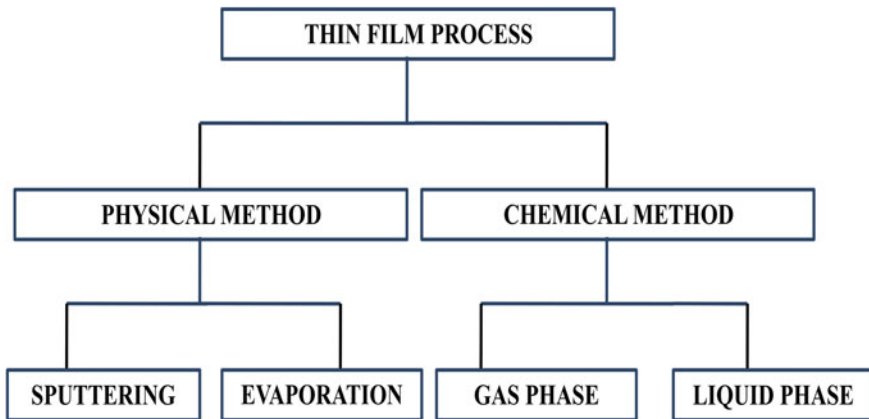 THIN FILM PROCESS
PHYSICAL METHOD
CHEMICAL METHOD
SPUTTERING
EVAPORATION
GAS PHASE
LIQUID PHASE